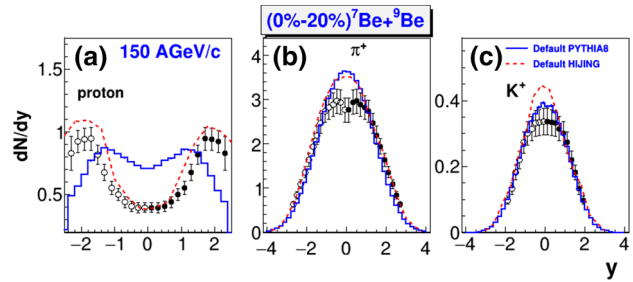 (0%-20%)⁷Be+⁹Be
(a) 150 AGeV/c
proton
(b) π⁺
(c) K⁺
Default PYTHIA8
Default HIJING
dN/dy
1.5
1
0.5
−2 −1 0 1 2
4
3
2
1
0
−4 −2 0 2 4
0.4
0.2
0
−4 −2 0 2 4
y